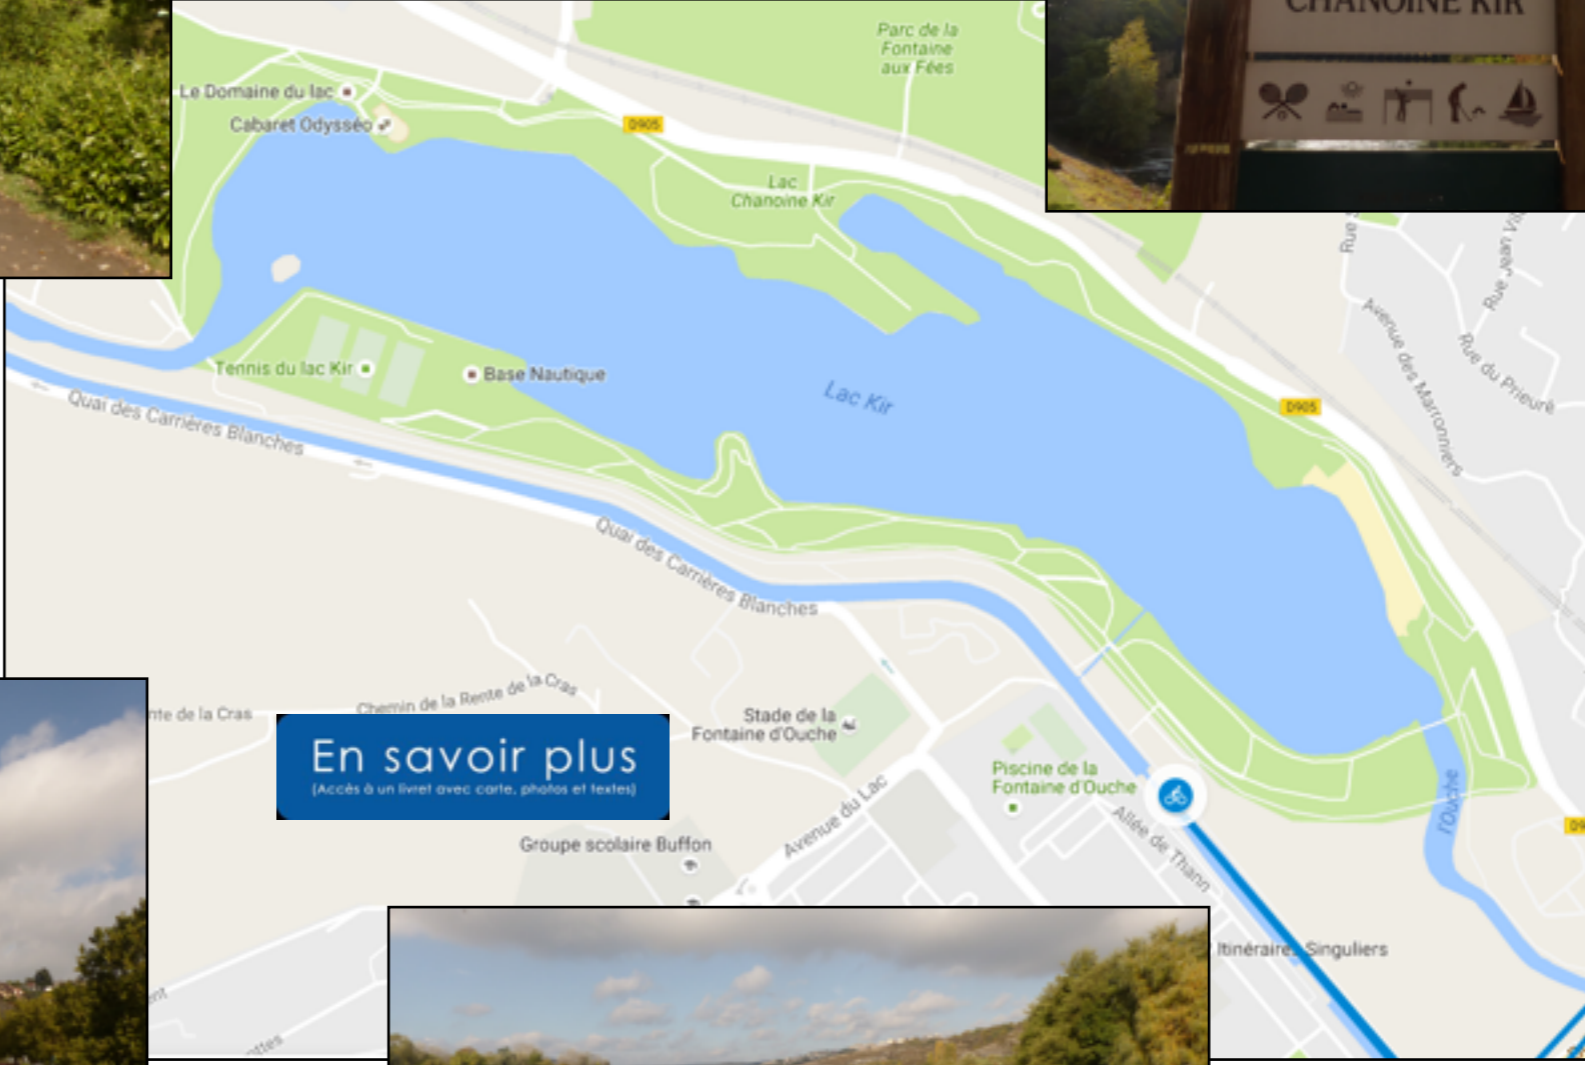 CHANOINE KIR
Parc de la
Fontaine
aux Fées
Le Domaine du lac
Cabaret Odysséo
D905
Lac
Chanoine Kir
Rue Jean
Avenue des Marronniers
Rue du Prieuré
Tennis du lac Kir
Base Nautique
Lac Kir
D905
Quai des Carrières Blanches
Quai des Carrières Blanches
Chemin de la Rente de la Cras
nte de la Cras
En savoir plus
(Accès à un livret avec carte, photos et textes)
Stade de la
Fontaine d'Ouche
Piscine de la
Fontaine d'Ouche
l'Ouche
Allée de Thann
Avenue du Lac
Groupe scolaire Buffon
Itinéraires Singuliers